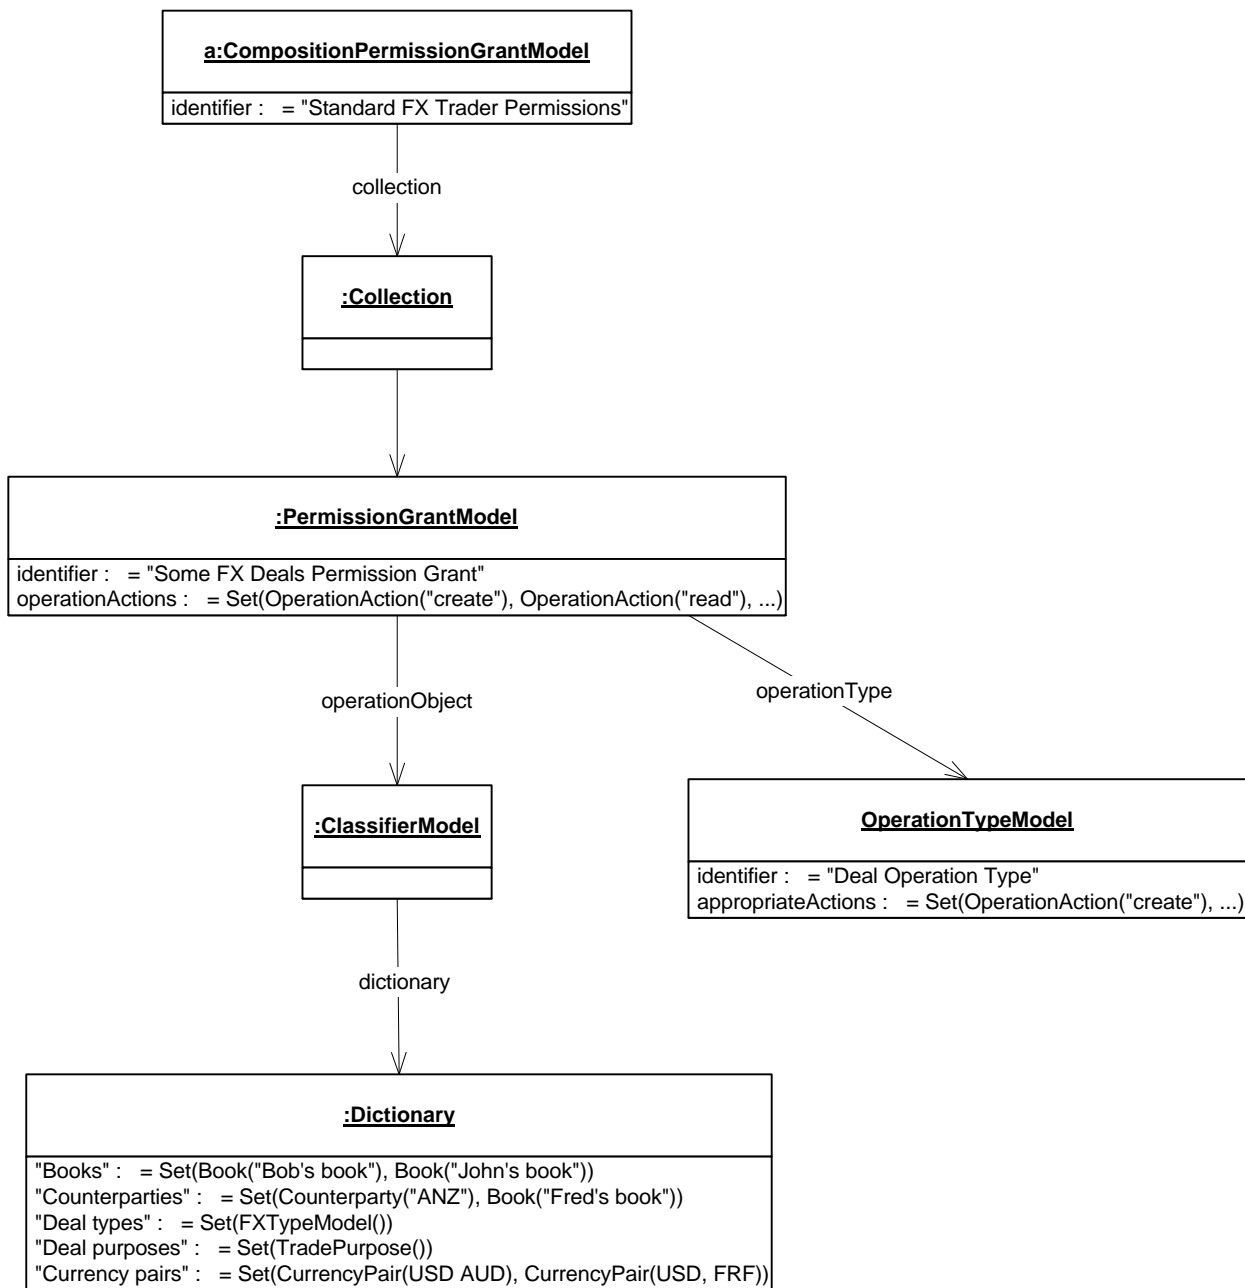 a:CompositionPermissionGrantModel
identifier :   = "Standard FX Trader Permissions"
collection
:Collection
:PermissionGrantModel
identifier :   = "Some FX Deals Permission Grant"
operationActions :   = Set(OperationAction("create"), OperationAction("read"), ...)
operationObject
operationType
:ClassifierModel
OperationTypeModel
identifier :   = "Deal Operation Type"
appropriateActions :   = Set(OperationAction("create"), ...)
dictionary
:Dictionary
"Books" :   = Set(Book("Bob's book"), Book("John's book"))
"Counterparties" :   = Set(Counterparty("ANZ"), Book("Fred's book"))
"Deal types" :   = Set(FXTypeModel())
"Deal purposes" :   = Set(TradePurpose())
"Currency pairs" :   = Set(CurrencyPair(USD AUD), CurrencyPair(USD, FRF))